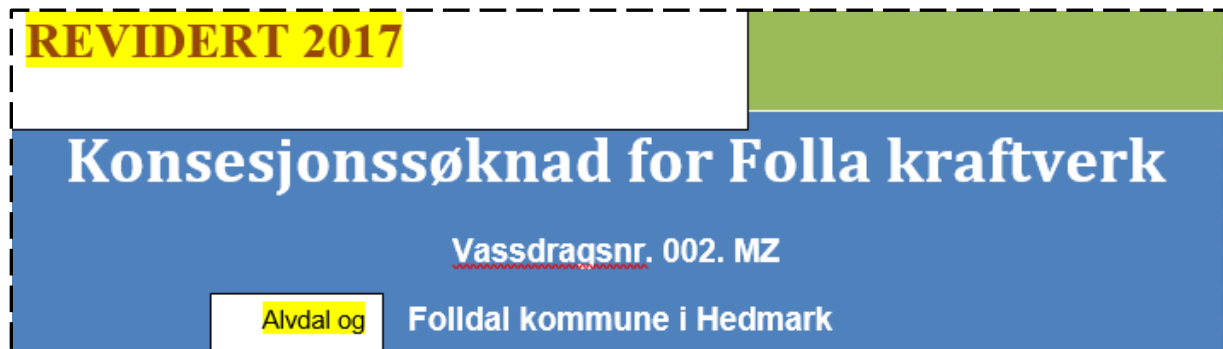 REVIDERT 2017
Konsesjonssøknad for Folla kraftverk
Vassdragsnr. 002. MZ
Alvdal og Folldal kommune i Hedmark